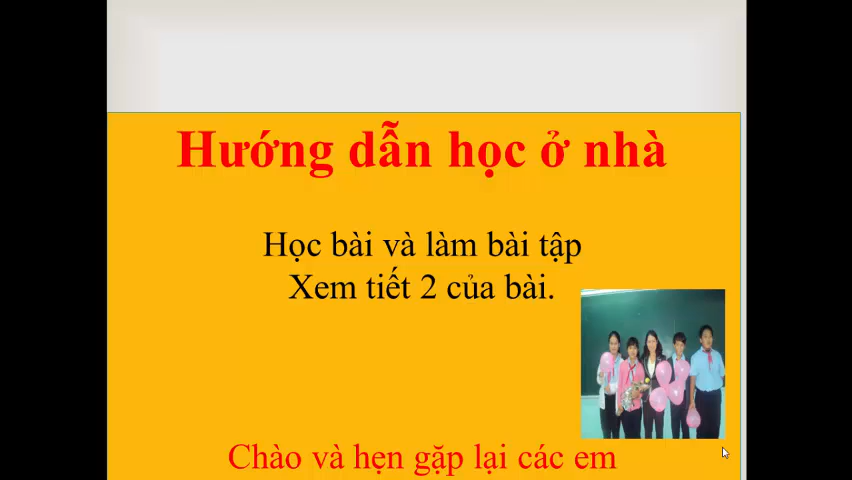 Hướng dẫn học ở nhà
Học bài và làm bài tập
Xem tiết 2 của bài.
Chào và hẹn gặp lại các em